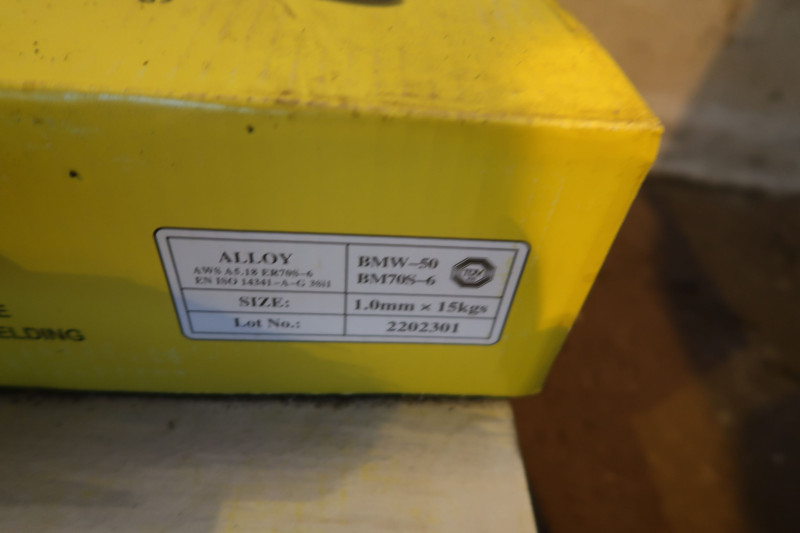 ALLOY
AWS A5.18 ER70S-6
EN ISO 14341-A-G 3Si1
BMW-50
BM70S-6
SIZE:
1.0mm × 15kgs
Lot No.:
2202301
E
ELDING